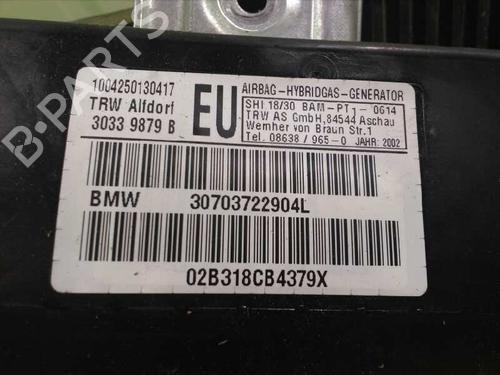 B-PARTS
1004250130417
TRW Alfdorf
3033 9879 B
EU
AIRBAG-HYBRIDGAS-GENERATOR
SHI 18/30 BAM-PT1-0614
TRW AS GmbH,84544 Aschau
Wernher von Braun Str.1
Tel. 08638 / 965-0 JAHR: 2002
BMW 30703722904L
02B318CB4379X